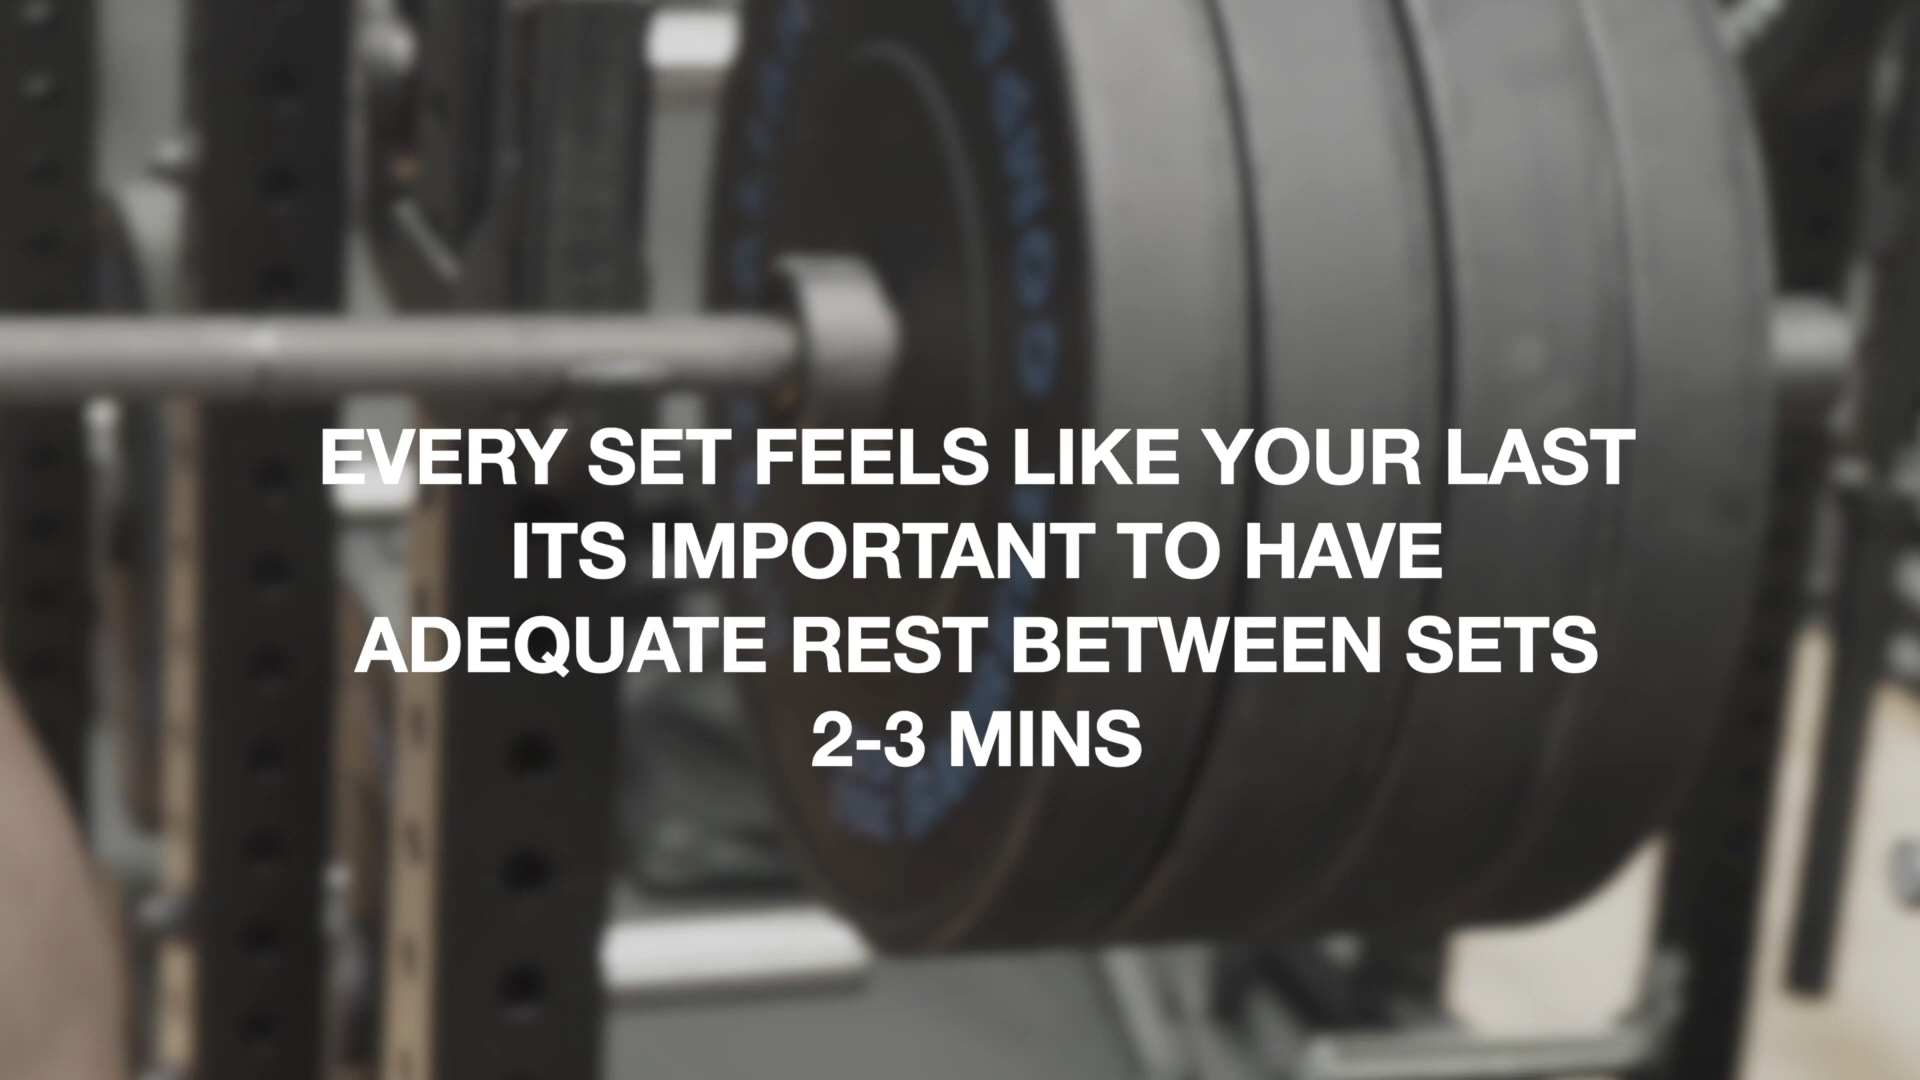 EVERY SET FEELS LIKE YOUR LAST
ITS IMPORTANT TO HAVE
ADEQUATE REST BETWEEN SETS
2-3 MINS